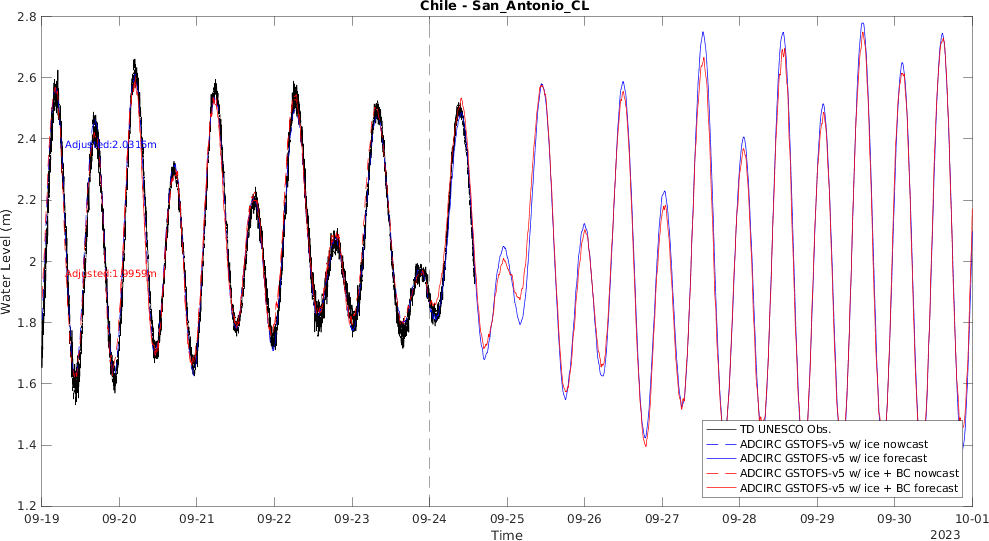 Chile - San_Antonio_CL
2.8
2.6
2.4
2.2
2
1.8
1.6
1.4
1.2
Water Level (m)
Adjusted:2.0316m
Adjusted:1.9959m
TD UNESCO Obs.
ADCIRC GSTOFS-v5 w/ ice nowcast
ADCIRC GSTOFS-v5 w/ ice forecast
ADCIRC GSTOFS-v5 w/ ice + BC nowcast
ADCIRC GSTOFS-v5 w/ ice + BC forecast
09-19 09-20 09-21 09-22 09-23 09-24 09-25 09-26 09-27 09-28 09-29 09-30 10-01
Time
2023